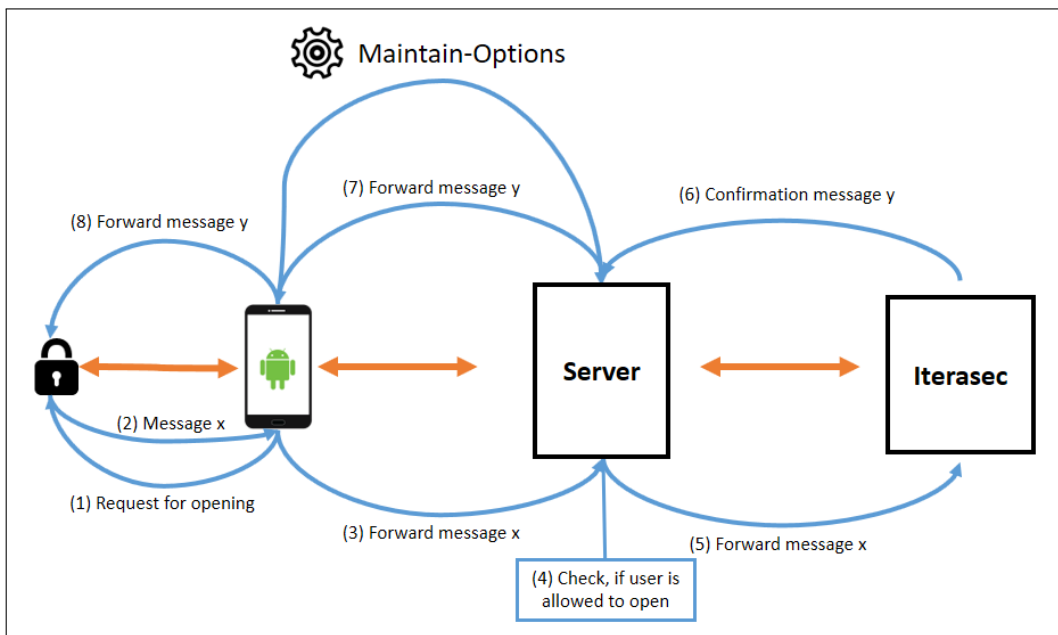 Maintain-Options
(7) Forward message y
(6) Confirmation message y
(8) Forward message y
Server
Iterasec
(2) Message x
(1) Request for opening
(3) Forward message x
(5) Forward message x
(4) Check, if user is
allowed to open